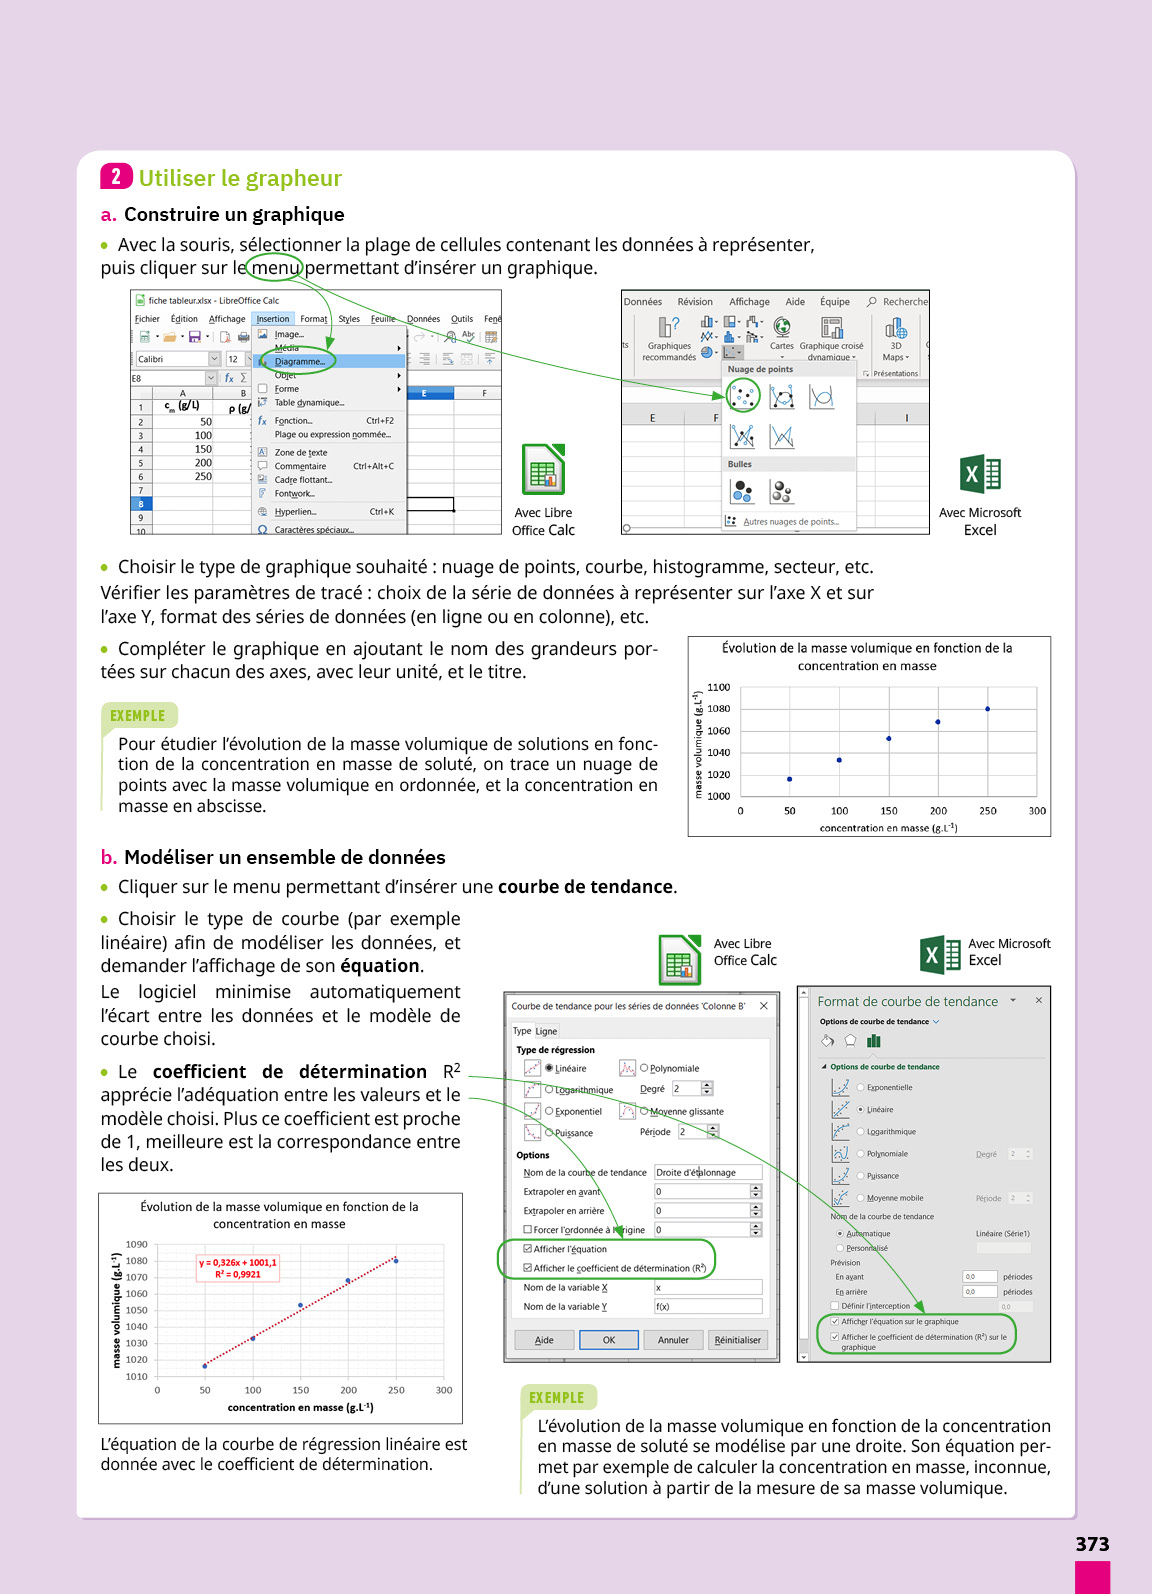 2 Utiliser le grapheur
a. Construire un graphique
• Avec la souris, sélectionner la plage de cellules contenant les données à représenter,
puis cliquer sur le menu permettant d'insérer un graphique.
fiche tableur.xlsx - LibreOffice Calc
Fichier Édition Affichage Insertion Format Styles Feuille Données Outils Fenê
Calibri 12
E8
A B E F
1 cm (g/L) ρ (g/
2 50
3 100
4 150
5 200
6 250
7
8
9
10
Image...
Média
Diagramme...
Objet
Forme
Table dynamique...
Fonction... Ctrl+F2
Plage ou expression nommée...
Zone de texte
Commentaire Ctrl+Alt+C
Cadre flottant...
Fontwork...
Hyperlien... Ctrl+K
Caractères spéciaux...
Avec Libre
Office Calc
Données Révision Affichage Aide Équipe Recherche
ts Graphiques Cartes Graphique croisé 3D
recommandés dynamique Maps
Présentations
Nuage de points
E F I
Bulles
Autres nuages de points...
Avec Microsoft
Excel
• Choisir le type de graphique souhaité : nuage de points, courbe, histogramme, secteur, etc.
Vérifier les paramètres de tracé : choix de la série de données à représenter sur l'axe X et sur
l'axe Y, format des séries de données (en ligne ou en colonne), etc.
• Compléter le graphique en ajoutant le nom des grandeurs por-
tées sur chacun des axes, avec leur unité, et le titre.
EXEMPLE
Pour étudier l'évolution de la masse volumique de solutions en fonc-
tion de la concentration en masse de soluté, on trace un nuage de
points avec la masse volumique en ordonnée, et la concentration en
masse en abscisse.
Évolution de la masse volumique en fonction de la
concentration en masse
masse volumique (g.L⁻¹)
1100
1080
1060
1040
1020
1000
0 50 100 150 200 250 300
concentration en masse (g.L⁻¹)
b. Modéliser un ensemble de données
• Cliquer sur le menu permettant d'insérer une courbe de tendance.
• Choisir le type de courbe (par exemple
linéaire) afin de modéliser les données, et
demander l'affichage de son équation.
Le logiciel minimise automatiquement
l'écart entre les données et le modèle de
courbe choisi.
• Le coefficient de détermination R²
apprécie l'adéquation entre les valeurs et le
modèle choisi. Plus ce coefficient est proche
de 1, meilleure est la correspondance entre
les deux.
Évolution de la masse volumique en fonction de la
concentration en masse
masse volumique (g.L⁻¹)
1090
1080
1070
1060
1050
1040
1030
1020
1010
y = 0,326x + 1001,1
R² = 0,9921
0 50 100 150 200 250 300
concentration en masse (g.L⁻¹)
L'équation de la courbe de régression linéaire est
donnée avec le coefficient de détermination.
Avec Libre
Office Calc
Courbe de tendance pour les séries de données 'Colonne B'
Type Ligne
Type de régression
Linéaire Polynomiale
Logarithmique Degré 2
Exponentiel Moyenne glissante
Puissance Période 2
Options
Nom de la courbe de tendance Droite d'étalonnage
Extrapoler en avant 0
Extrapoler en arrière 0
Forcer l'ordonnée à l'origine 0
Afficher l'équation
Afficher le coefficient de détermination (R²)
Nom de la variable X x
Nom de la variable Y f(x)
Aide OK Annuler Réinitialiser
Avec Microsoft
Excel
Format de courbe de tendance
Options de courbe de tendance
Options de courbe de tendance
Exponentielle
Linéaire
Logarithmique
Polynomiale Degré 2
Puissance
Moyenne mobile Période 2
Nom de la courbe de tendance
Automatique Linéaire (Série1)
Personnalisé
Prévision
En avant 0,0 périodes
En arrière 0,0 périodes
Définir l'interception 0,0
Afficher l'équation sur le graphique
Afficher le coefficient de détermination (R²) sur le
graphique
EXEMPLE
L'évolution de la masse volumique en fonction de la concentration
en masse de soluté se modélise par une droite. Son équation per-
met par exemple de calculer la concentration en masse, inconnue,
d'une solution à partir de la mesure de sa masse volumique.
373